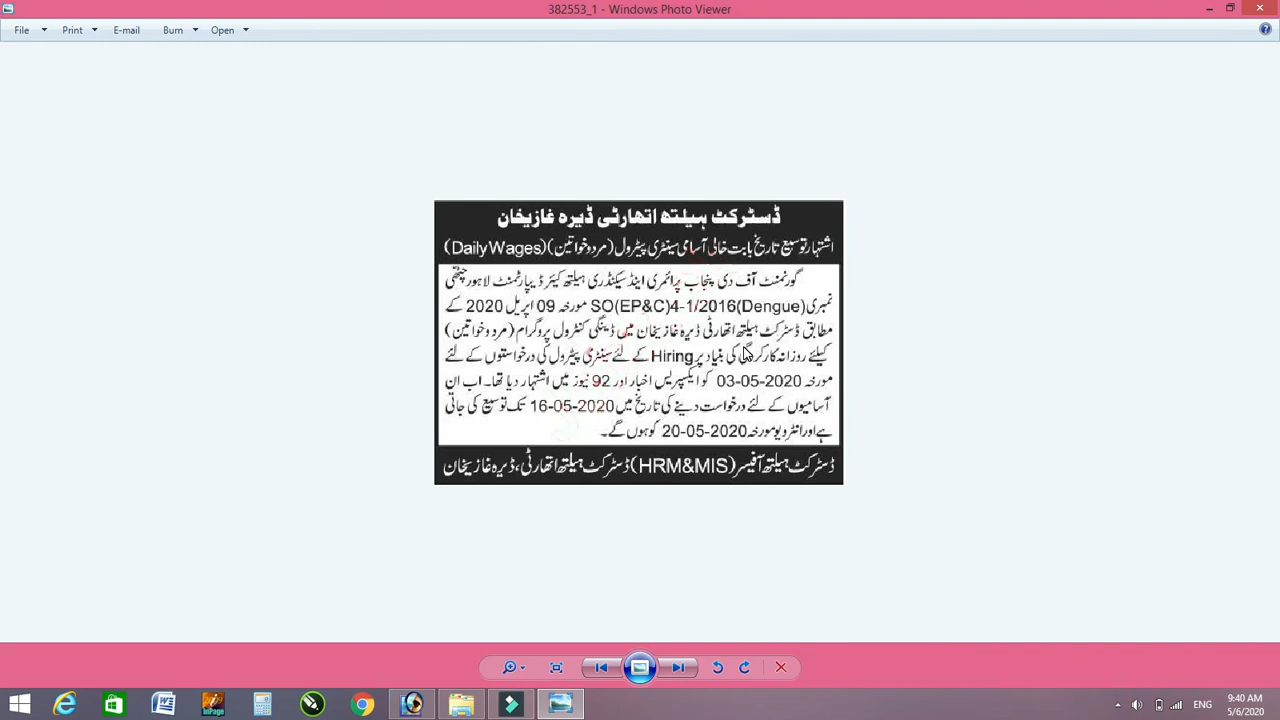 382553_1 - Windows Photo Viewer
File Print E-mail Burn Open
ڈسٹرکٹ ہیلتھ اتھارٹی ڈیرہ غازیخان
اشتہار توسیع تاریخ بابت خالی آسامی سینٹری پیٹرول (مرد و خواتین) (Daily Wages)
گورنمنٹ آف دی پنجاب پرائمری اینڈ سیکنڈری ہیلتھ کیئر ڈیپارٹمنٹ لاہور چٹھی
نمبری SO(EP&C)4-1/2016(Dengue) مورخہ 09 اپریل 2020 کے
مطابق ڈسٹرکٹ ہیلتھ اتھارٹی ڈیرہ غازیخان میں ڈینگی کنٹرول پروگرام (مرد و خواتین)
کیلئے روزانہ کارکردگی کی بنیاد پر Hiring کے لئے سینٹری پیٹرول کی درخواستوں کے لئے
مورخہ 03-05-2020 کو ایکسپریس اخبار اور 92 نیوز میں اشتہار دیا تھا۔ اب ان
آسامیوں کے لئے درخواست دینے کی تاریخ میں 16-05-2020 تک توسیع کی جاتی
ہے اور انٹرویو مورخہ 20-05-2020 کو ہوں گے۔
ڈسٹرکٹ ہیلتھ آفیسر (HRM&MIS) ڈسٹرکٹ ہیلتھ اتھارٹی، ڈیرہ غازیخان
InPage
ENG
9:40 AM
5/6/2020